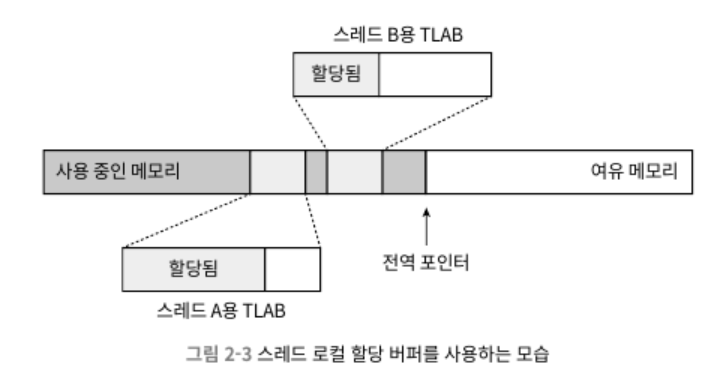 스레드 B용 TLAB
할당됨
사용 중인 메모리
여유 메모리
할당됨
전역 포인터
스레드 A용 TLAB
그림 2-3 스레드 로컬 할당 버퍼를 사용하는 모습